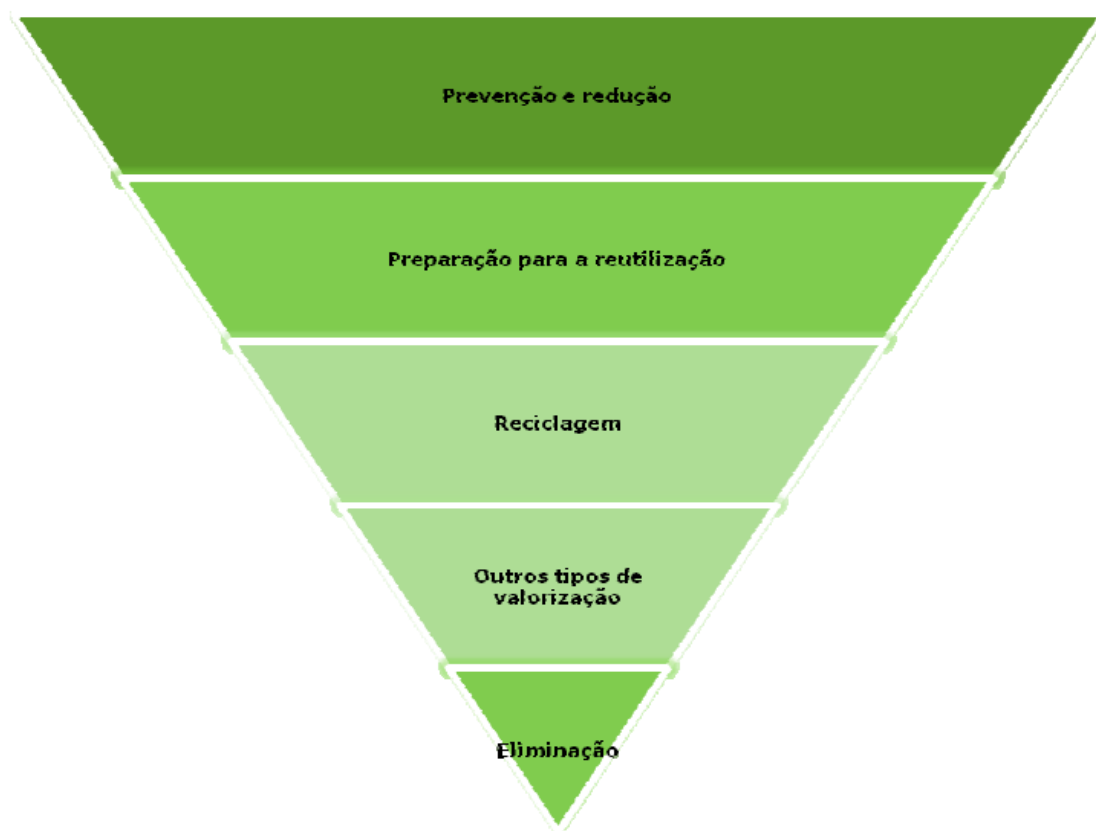 Prevenção e redução
Preparação para a reutilização
Reciclagem
Outros tipos de
valorização
Eliminação